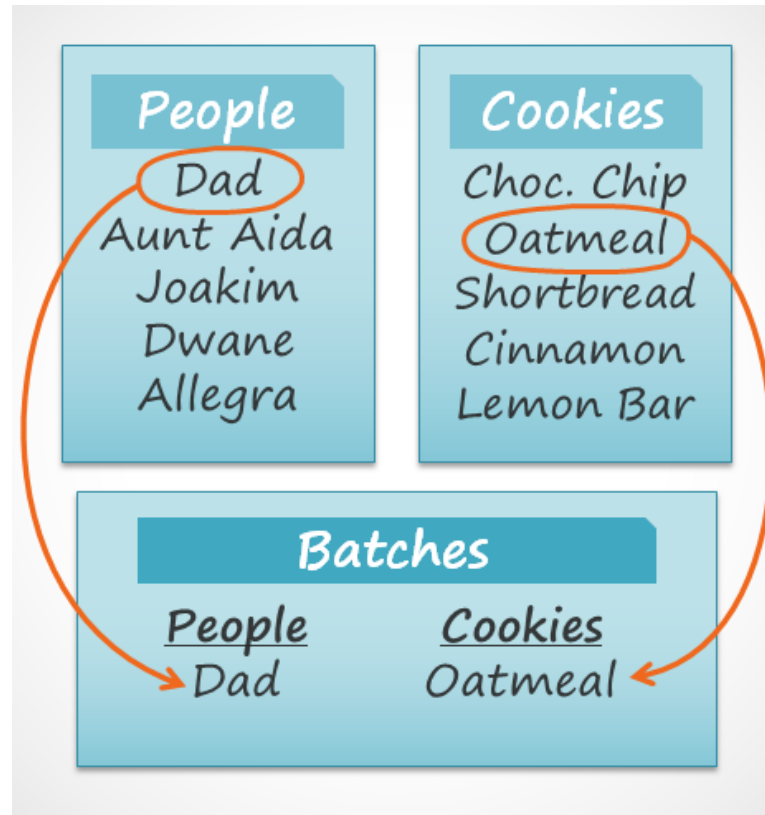 People
Dad
Aunt Aida
Joakim
Dwane
Allegra
Cookies
Choc. Chip
Oatmeal
Shortbread
Cinnamon
Lemon Bar
Batches
People Cookies
Dad Oatmeal